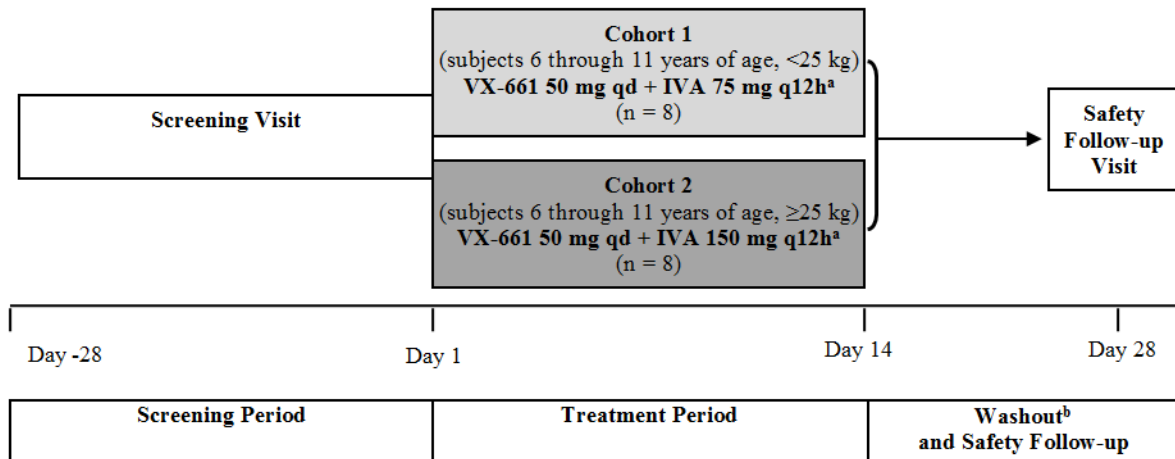 Screening Visit
Cohort 1
(subjects 6 through 11 years of age, <25 kg)
VX-661 50 mg qd + IVA 75 mg q12hᵃ
(n = 8)
Cohort 2
(subjects 6 through 11 years of age, ≥25 kg)
VX-661 50 mg qd + IVA 150 mg q12hᵃ
(n = 8)
Safety
Follow-up
Visit
Day -28
Day 1
Day 14
Day 28
Screening Period
Treatment Period
Washoutᵇ
and Safety Follow-up